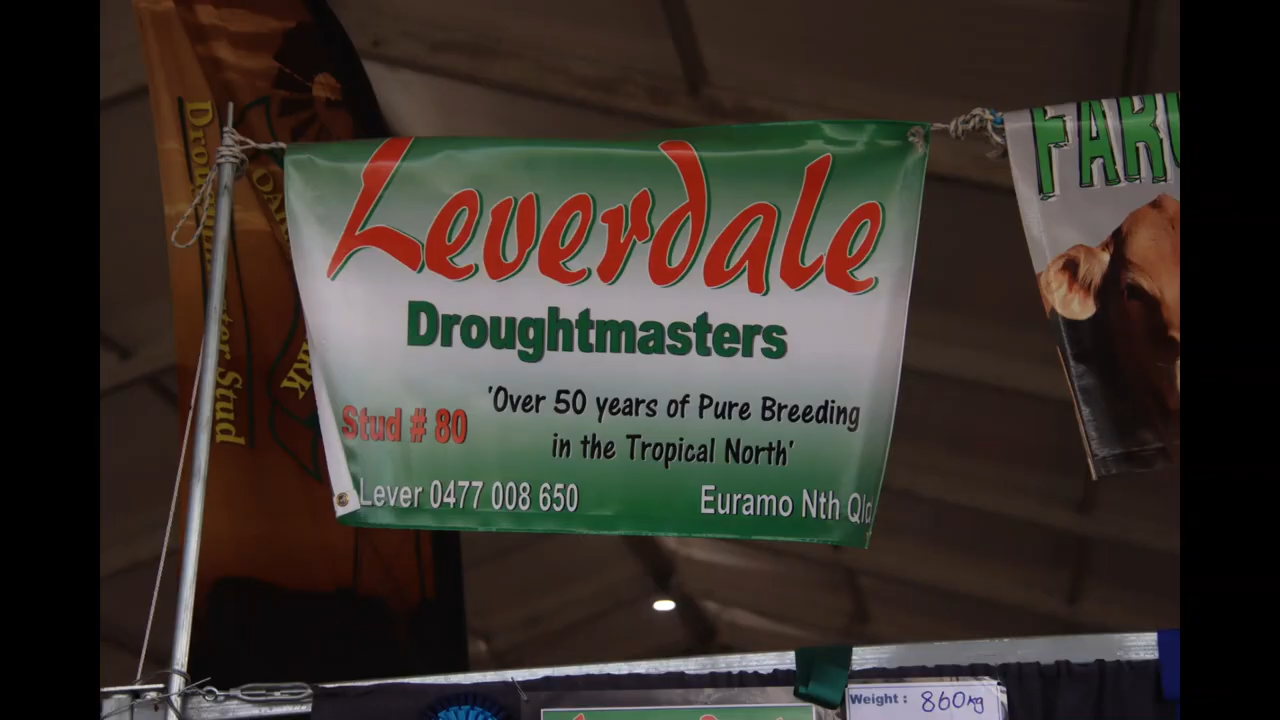 Leverdale
Droughtmasters
'Over 50 years of Pure Breeding
in the Tropical North'
Stud # 80
Lever 0477 008 650
Euramo Nth Qld
Stud
Weight : 860kg